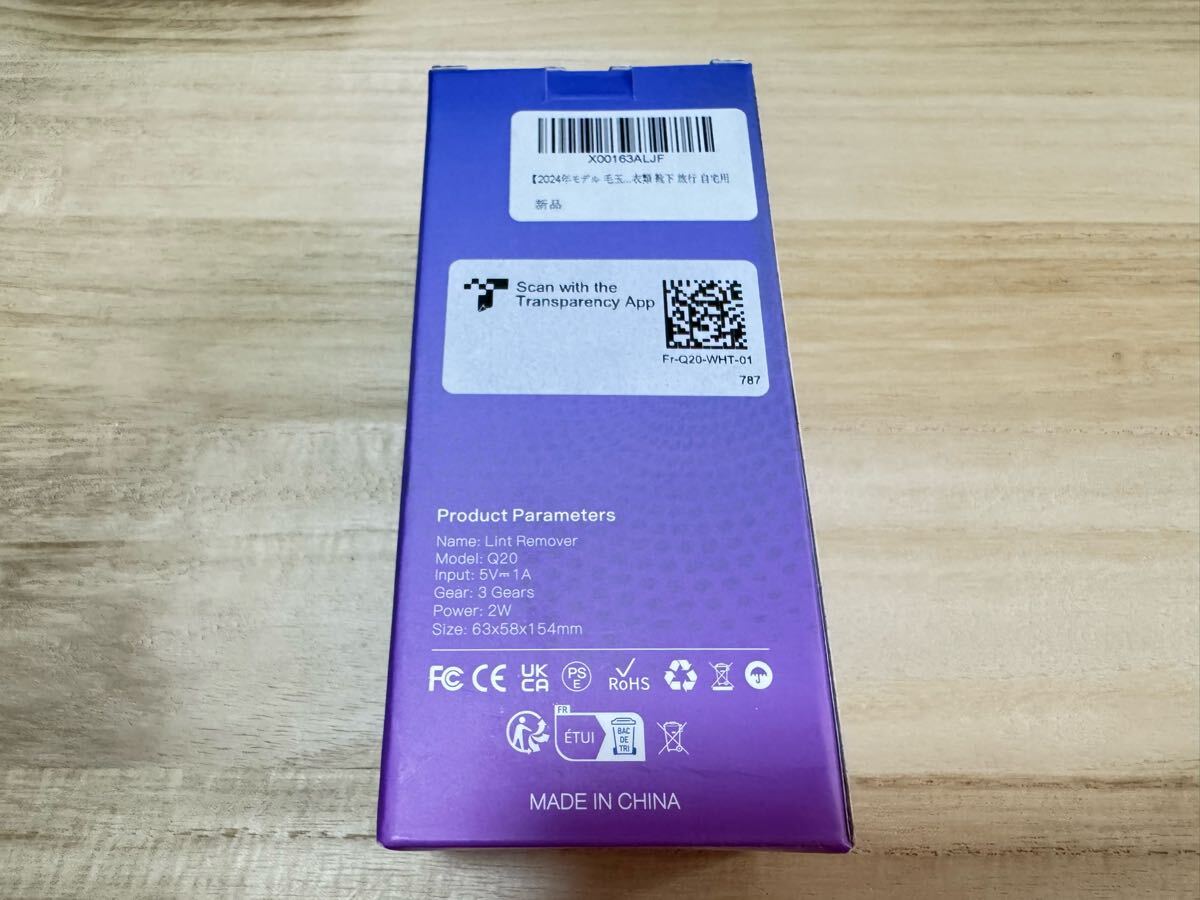 X00163ALJF
【2024年モデル 毛玉...衣類 靴下 旅行 自宅用
新品
Scan with the
Transparency App
Fr-Q20-WHT-01
787
Product Parameters
Name: Lint Remover
Model: Q20
Input: 5V⎓1A
Gear: 3 Gears
Power: 2W
Size: 63x58x154mm
FC CE UK CA PS E RoHS
FR
ÉTUI
BAC
DE
TRI
MADE IN CHINA